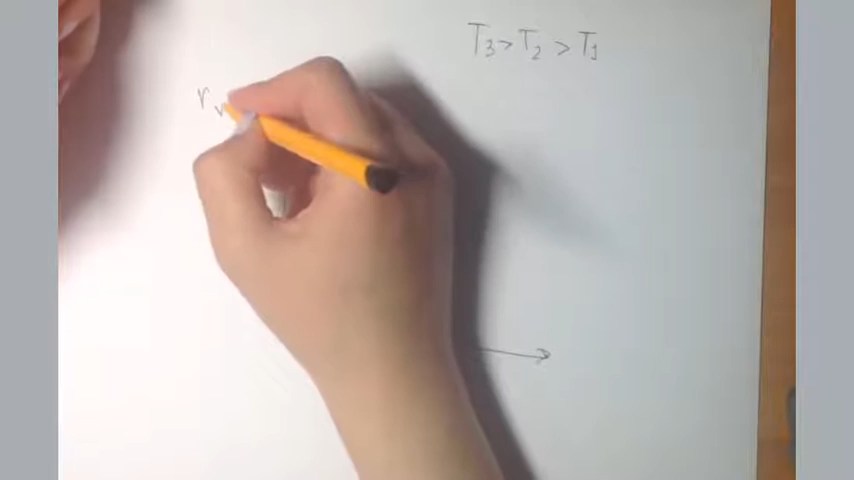 T₃ > T₂ > T₁
r